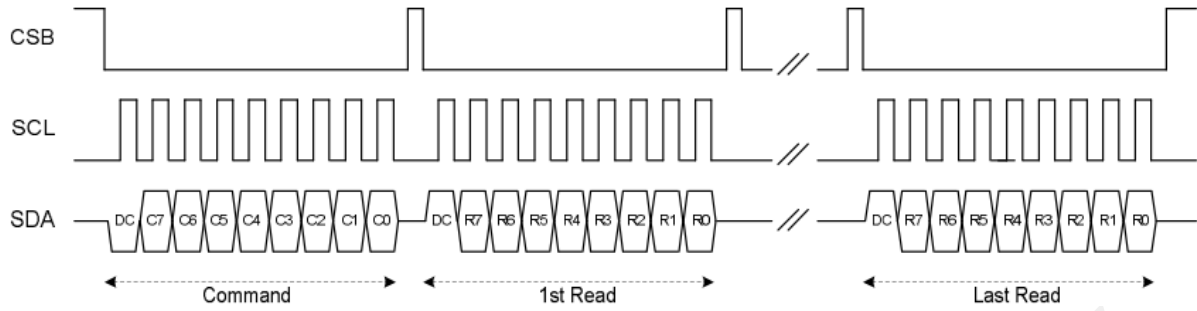 CSB
SCL
SDA DC C7 C6 C5 C4 C3 C2 C1 C0 DC R7 R6 R5 R4 R3 R2 R1 R0 DC R7 R6 R5 R4 R3 R2 R1 R0
Command 1st Read Last Read